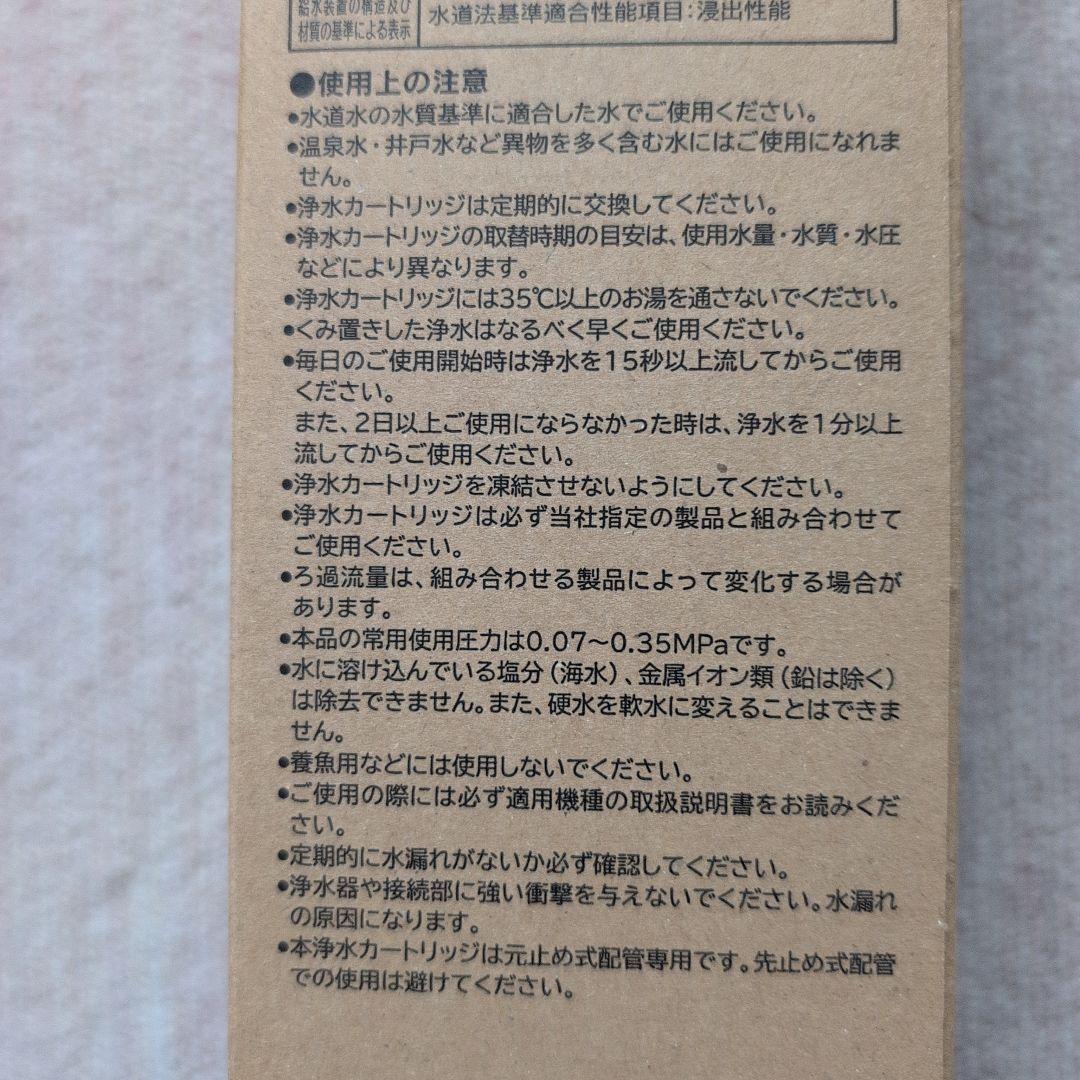 給水装置の構造及び
材質の基準による表示
水道法基準適合性能項目：浸出性能
●使用上の注意
●水道水の水質基準に適合した水でご使用ください。
●温泉水・井戸水など異物を多く含む水にはご使用になれま
せん。
●浄水カートリッジは定期的に交換してください。
●浄水カートリッジの取替時期の目安は、使用水量・水質・水圧
などにより異なります。
●浄水カートリッジには35℃以上のお湯を通さないでください。
●くみ置きした浄水はなるべく早くご使用ください。
●毎日のご使用開始時は浄水を15秒以上流してからご使用
ください。
また、2日以上ご使用にならなかった時は、浄水を1分以上
流してからご使用ください。
●浄水カートリッジを凍結させないようにしてください。
●浄水カートリッジは必ず当社指定の製品と組み合わせて
ご使用ください。
●ろ過流量は、組み合わせる製品によって変化する場合が
あります。
●本品の常用使用圧力は0.07～0.35MPaです。
●水に溶け込んでいる塩分（海水）、金属イオン類（鉛は除く）
は除去できません。また、硬水を軟水に変えることはできま
せん。
●養魚用などには使用しないでください。
●ご使用の際には必ず適用機種の取扱説明書をお読みくだ
さい。
●定期的に水漏れがないか必ず確認してください。
●浄水器や接続部に強い衝撃を与えないでください。水漏れ
の原因になります。
●本浄水カートリッジは元止め式配管専用です。先止め式配管
での使用は避けてください。